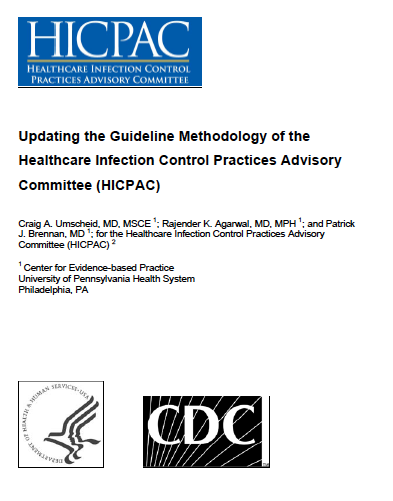 HICPAC
HEALTHCARE INFECTION CONTROL
PRACTICES ADVISORY COMMITTEE
Updating the Guideline Methodology of the
Healthcare Infection Control Practices Advisory
Committee (HICPAC)
Craig A. Umscheid, MD, MSCE 1; Rajender K. Agarwal, MD, MPH 1; and Patrick
J. Brennan, MD 1; for the Healthcare Infection Control Practices Advisory
Committee (HICPAC) 2
1 Center for Evidence-based Practice
University of Pennsylvania Health System
Philadelphia, PA
DEPARTMENT OF HEALTH & HUMAN SERVICES • USA
CDC